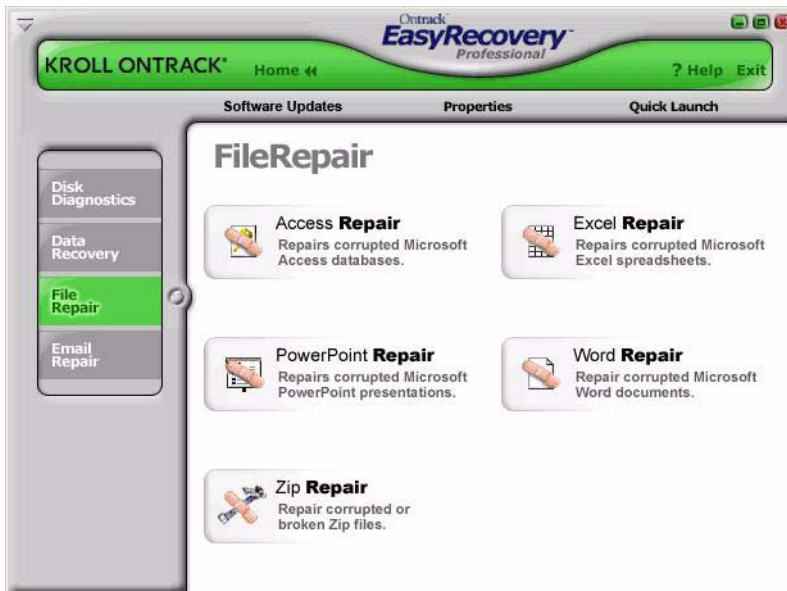 Ontrack
EasyRecovery™
Professional
KROLL ONTRACK®
Home
? Help Exit
Software Updates
Properties
Quick Launch
FileRepair
Disk
Diagnostics
Data
Recovery
File
Repair
Email
Repair
Access Repair
Repairs corrupted Microsoft
Access databases.
Excel Repair
Repairs corrupted Microsoft
Excel spreadsheets.
PowerPoint Repair
Repairs corrupted Microsoft
PowerPoint presentations.
Word Repair
Repair corrupted Microsoft
Word documents.
Zip Repair
Repair corrupted or
broken Zip files.